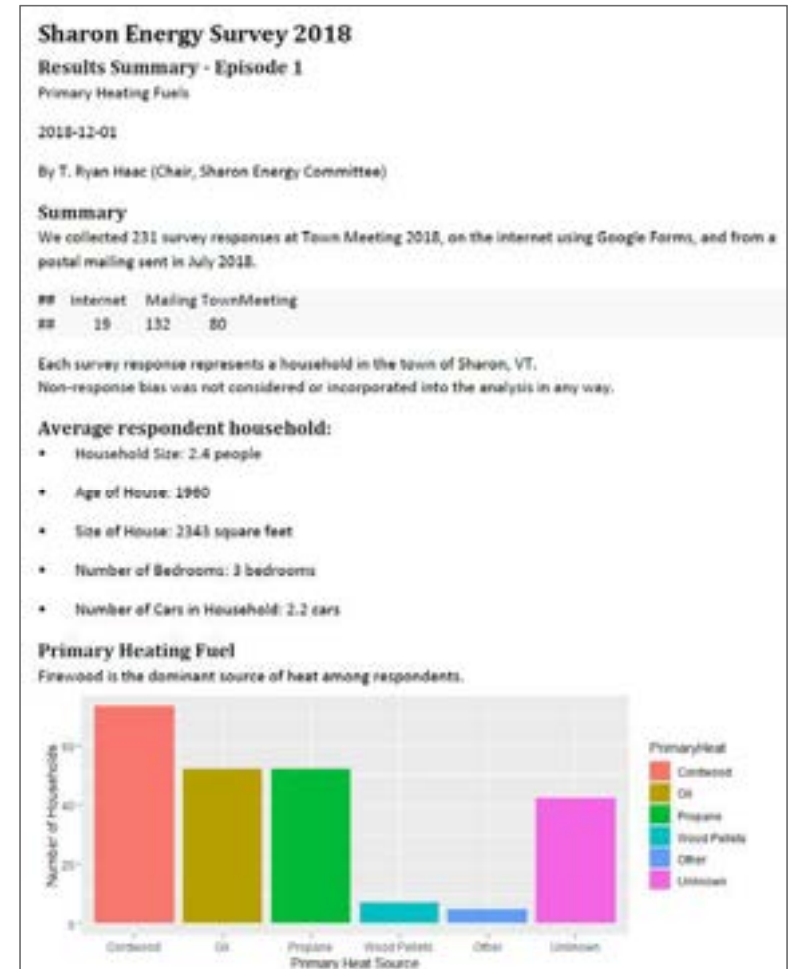 Sharon Energy Survey 2018
Results Summary - Episode 1
Primary Heating Fuels
2018-12-01
By T. Ryan Haac (Chair, Sharon Energy Committee)
Summary
We collected 231 survey responses at Town Meeting 2018, on the internet using Google Forms, and from a
postal mailing sent in July 2018.
## Internet Mailing TownMeeting
## 19 132 80
Each survey response represents a household in the town of Sharon, VT.
Non-response bias was not considered or incorporated into the analysis in any way.
Average respondent household:
• Household Size: 2.4 people
• Age of House: 1960
• Size of House: 2343 square feet
• Number of Bedrooms: 3 bedrooms
• Number of Cars in Household: 2.2 cars
Primary Heating Fuel
Firewood is the dominant source of heat among respondents.
Number of Households
60
40
20
0
Cordwood Oil Propane Wood Pellets Other Unknown
Primary Heat Source
PrimaryHeat
Cordwood
Oil
Propane
Wood Pellets
Other
Unknown